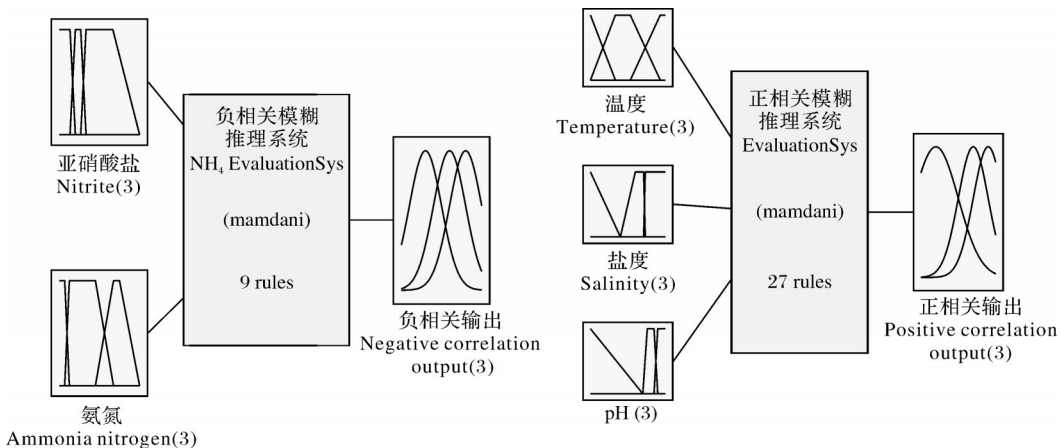 亚硝酸盐
Nitrite(3)
氨氮
Ammonia nitrogen(3)
负相关模糊
推理系统
NH₄ EvaluationSys
(mamdani)
9 rules
负相关输出
Negative correlation
output(3)
温度
Temperature(3)
盐度
Salinity(3)
pH (3)
正相关模糊
推理系统
EvaluationSys
(mamdani)
27 rules
正相关输出
Positive correlation
output(3)